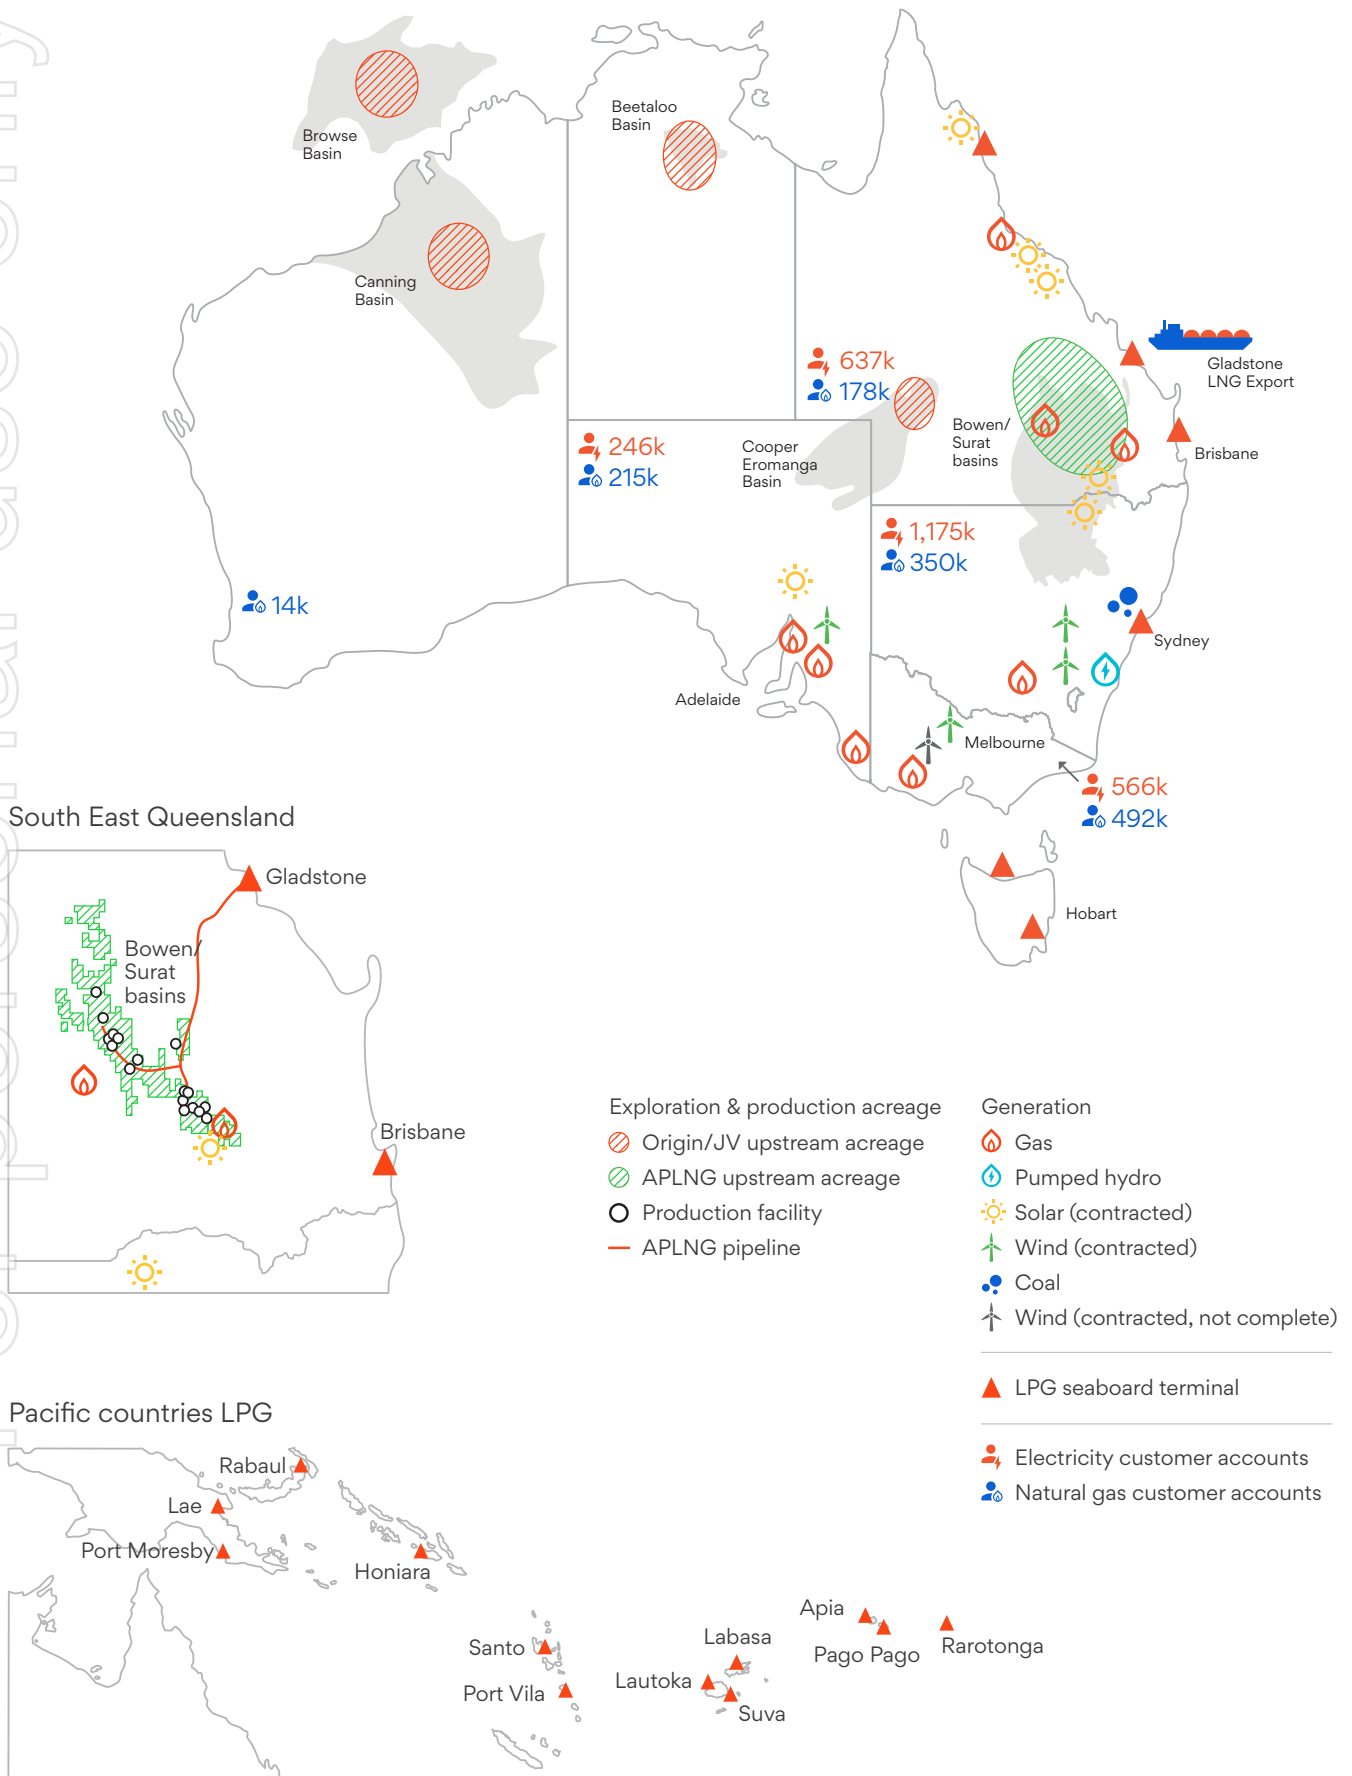 Browse
Basin
Beetaloo
Basin
Canning
Basin
637k
178k
Gladstone
LNG Export
246k
215k
Cooper
Eromanga
Basin
Bowen/
Surat
basins
Brisbane
1,175k
350k
14k
Sydney
Adelaide
Melbourne
566k
492k
Hobart
South East Queensland
Gladstone
Bowen/
Surat
basins
Brisbane
Exploration & production acreage
Origin/JV upstream acreage
APLNG upstream acreage
Production facility
APLNG pipeline
Generation
Gas
Pumped hydro
Solar (contracted)
Wind (contracted)
Coal
Wind (contracted, not complete)
LPG seaboard terminal
Electricity customer accounts
Natural gas customer accounts
Pacific countries LPG
Rabaul
Lae
Port Moresby
Honiara
Santo
Port Vila
Labasa
Lautoka
Suva
Apia
Pago Pago
Rarotonga